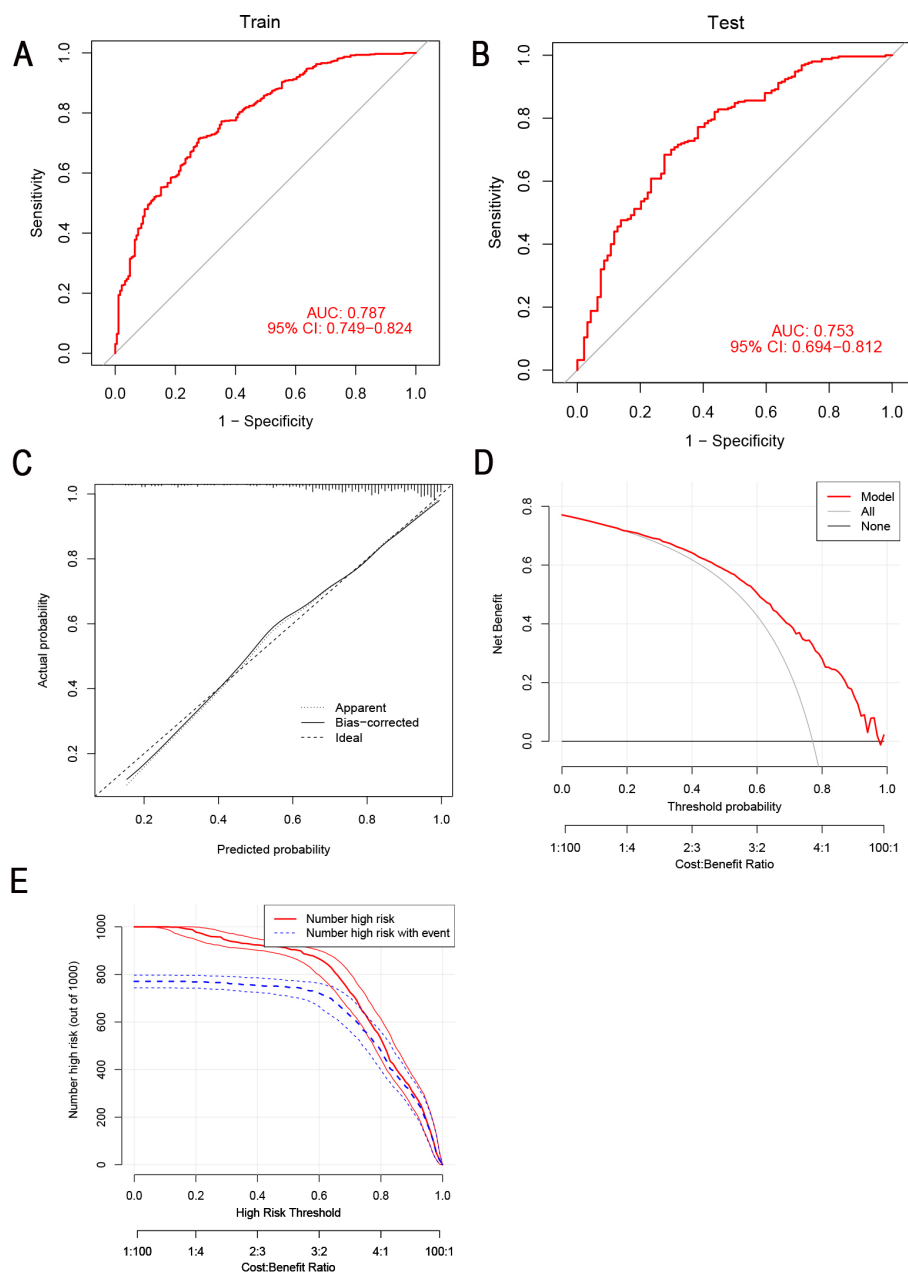 Train
A
Sensitivity
0.0 0.2 0.4 0.6 0.8 1.0
AUC: 0.787
95% CI: 0.749−0.824
0.0 0.2 0.4 0.6 0.8 1.0
1 − Specificity
Test
B
Sensitivity
0.0 0.2 0.4 0.6 0.8 1.0
AUC: 0.753
95% CI: 0.694−0.812
0.0 0.2 0.4 0.6 0.8 1.0
1 − Specificity
C
Actual probability
0.2 0.4 0.6 0.8 1.0
Apparent
Bias−corrected
Ideal
0.2 0.4 0.6 0.8 1.0
Predicted probability
D
Net Benefit
0.0 0.2 0.4 0.6 0.8
Model
All
None
0.0 0.2 0.4 0.6 0.8 1.0
Threshold probability
1:100 1:4 2:3 3:2 4:1 100:1
Cost:Benefit Ratio
E
Number high risk (out of 1000)
0 200 400 600 800 1000
Number high risk
Number high risk with event
0.0 0.2 0.4 0.6 0.8 1.0
High Risk Threshold
1:100 1:4 2:3 3:2 4:1 100:1
Cost:Benefit Ratio